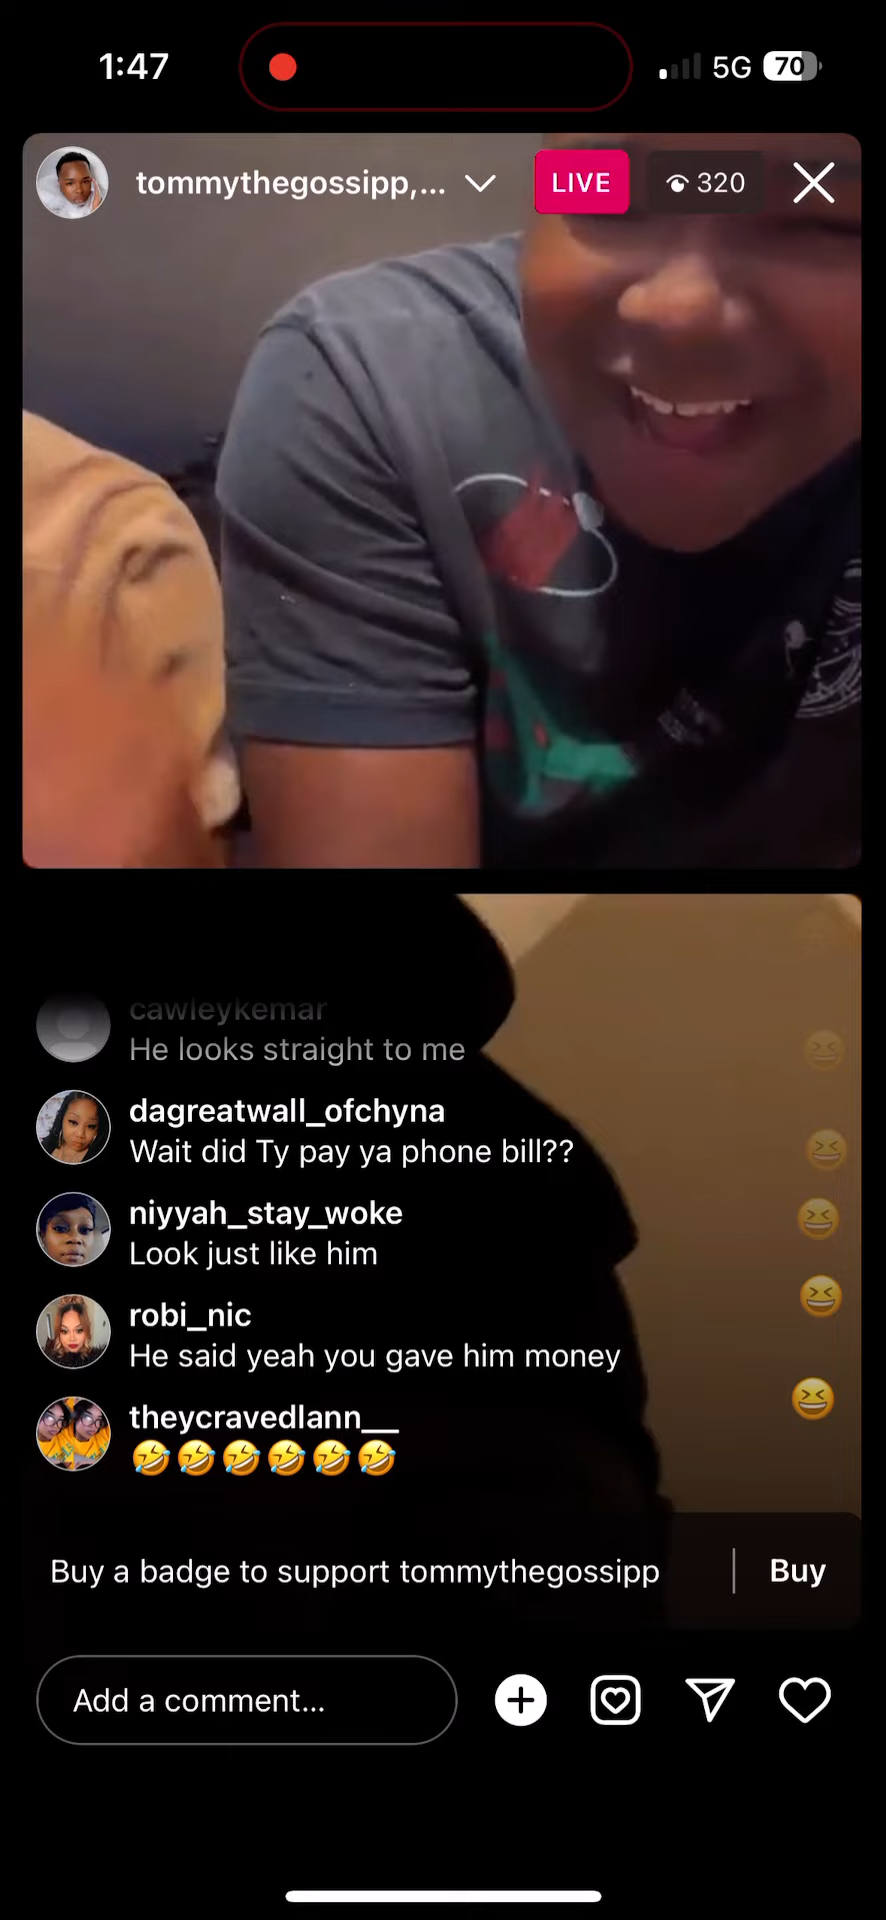 1:47
5G
70
tommythegossipp,...
LIVE
320
cawleykemar
He looks straight to me
dagreatwall_ofchyna
Wait did Ty pay ya phone bill??
niyyah_stay_woke
Look just like him
robi_nic
He said yeah you gave him money
theycravedlann__
🤣🤣🤣🤣🤣🤣
Buy a badge to support tommythegossipp
Buy
Add a comment...